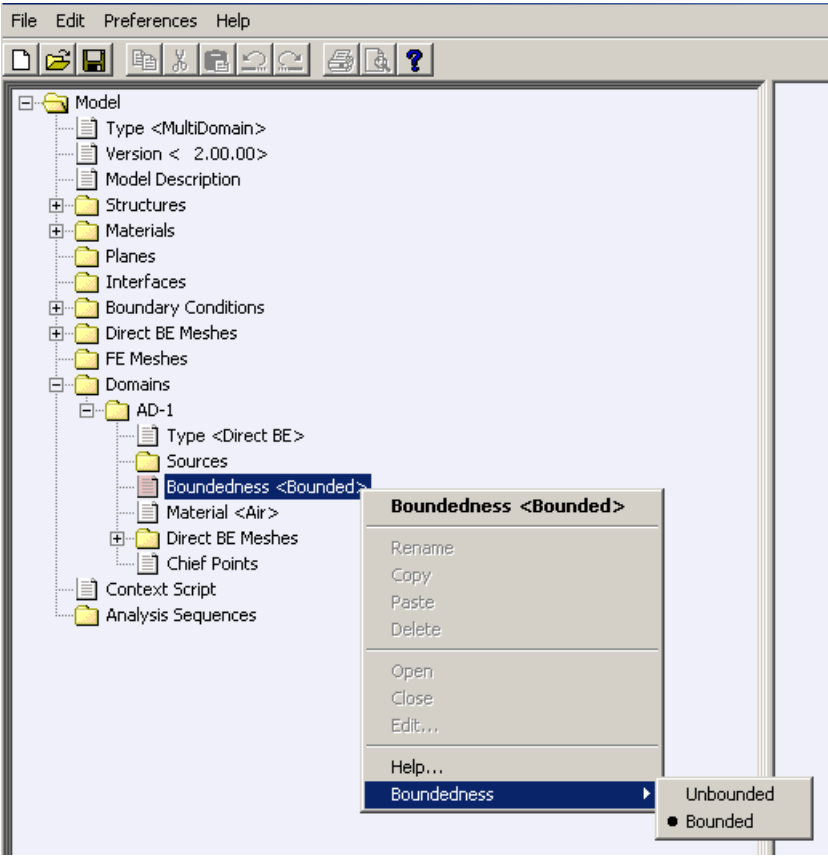 File Edit Preferences Help
Model
Type <MultiDomain>
Version <  2.00.00>
Model Description
Structures
Materials
Planes
Interfaces
Boundary Conditions
Direct BE Meshes
FE Meshes
Domains
AD-1
Type <Direct BE>
Sources
Boundedness <Bounded>
Material <Air>
Direct BE Meshes
Chief Points
Context Script
Analysis Sequences
Boundedness <Bounded>
Rename
Copy
Paste
Delete
Open
Close
Edit...
Help...
Boundedness
Unbounded
Bounded